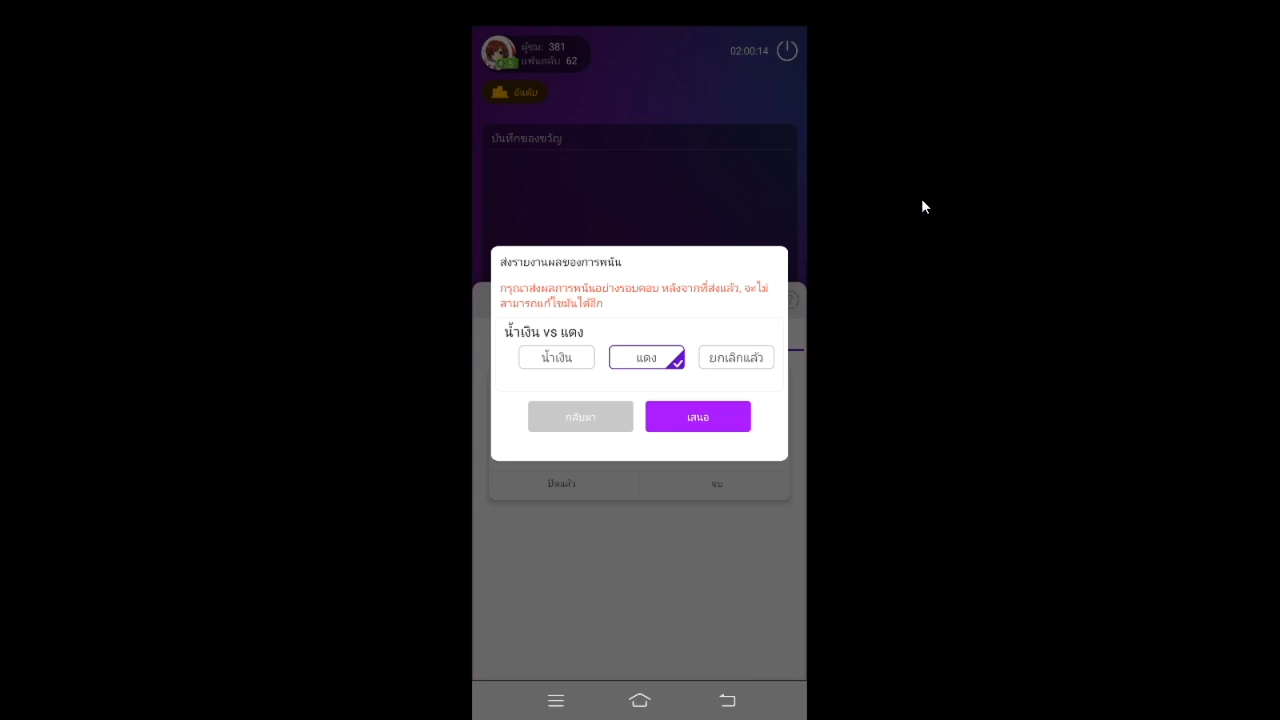 ผู้ชม: 381
แฟนคลับ 62
02:00:14
อันดับ
บันทึกของขวัญ
ส่งรายงานผลของการพนัน
กรุณาส่งผลการพนันอย่างรอบคอบ หลังจากที่ส่งแล้ว, จะไม่
สามารถแก้ไขมันได้อีก
น้ำเงิน vs แดง
น้ำเงิน แดง ยกเลิกแล้ว
กลับมา เสนอ
ปิดแล้ว จบ